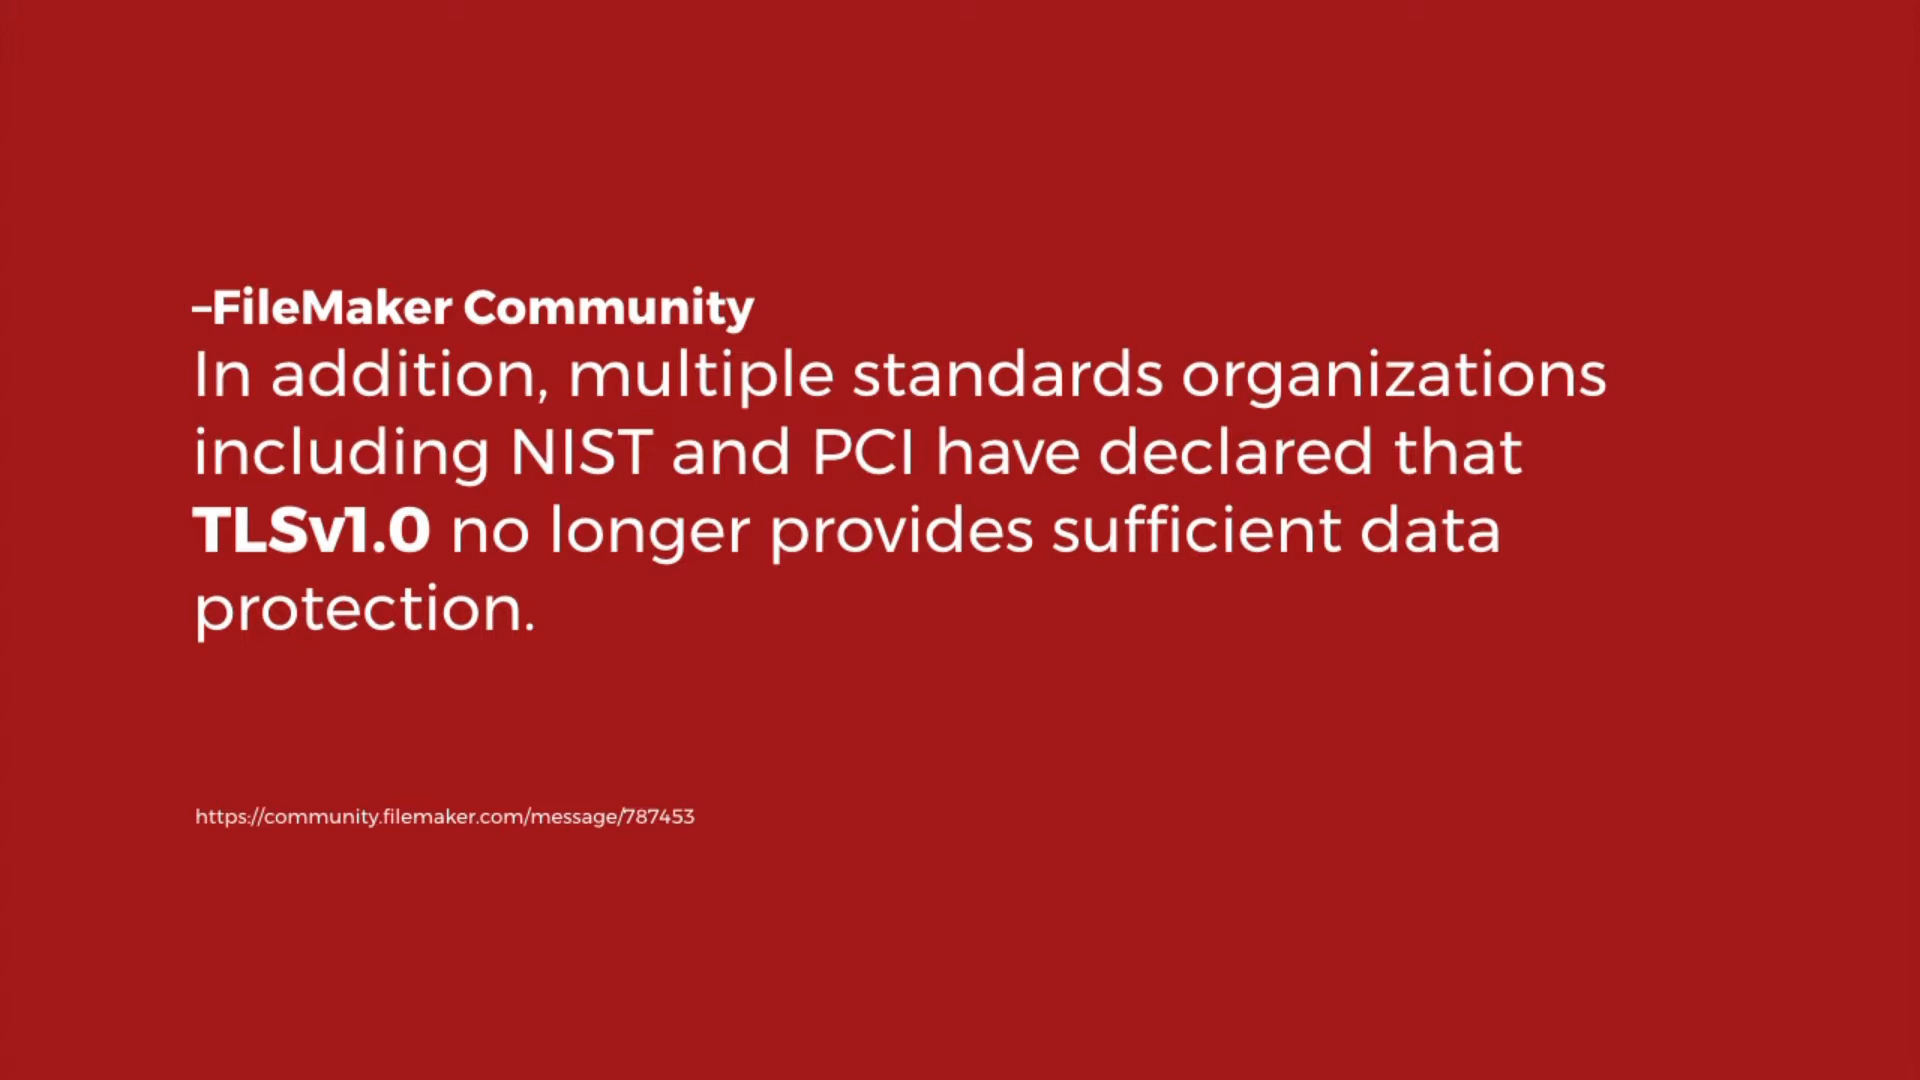 –FileMaker Community
In addition, multiple standards organizations
including NIST and PCI have declared that
TLSv1.0 no longer provides sufficient data
protection.
https://community.filemaker.com/message/787453